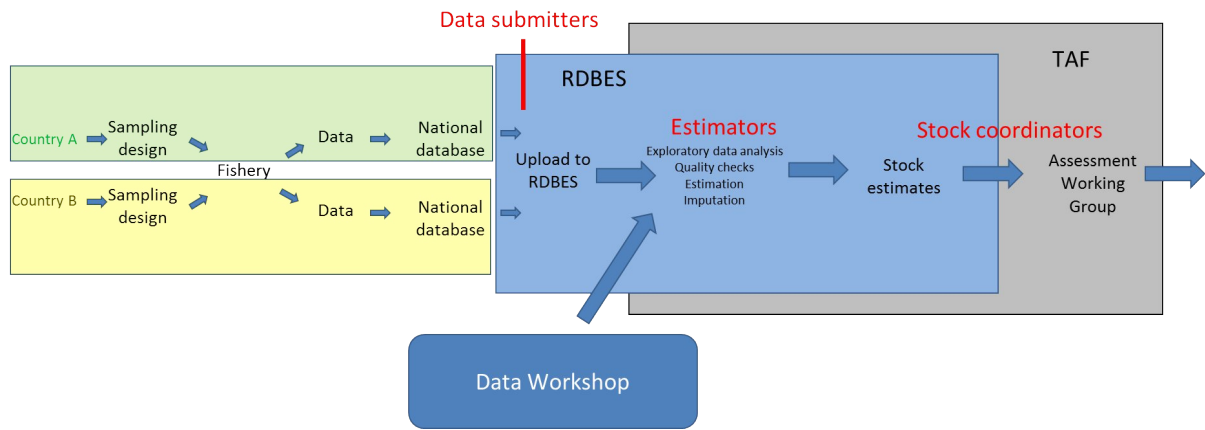 Data submitters
RDBES
TAF
Country A
Sampling
design
Data
National
database
Fishery
Country B
Sampling
design
Data
National
database
Upload to
RDBES
Estimators
Exploratory data analysis
Quality checks
Estimation
Imputation
Stock
estimates
Stock coordinators
Assessment
Working
Group
Data Workshop